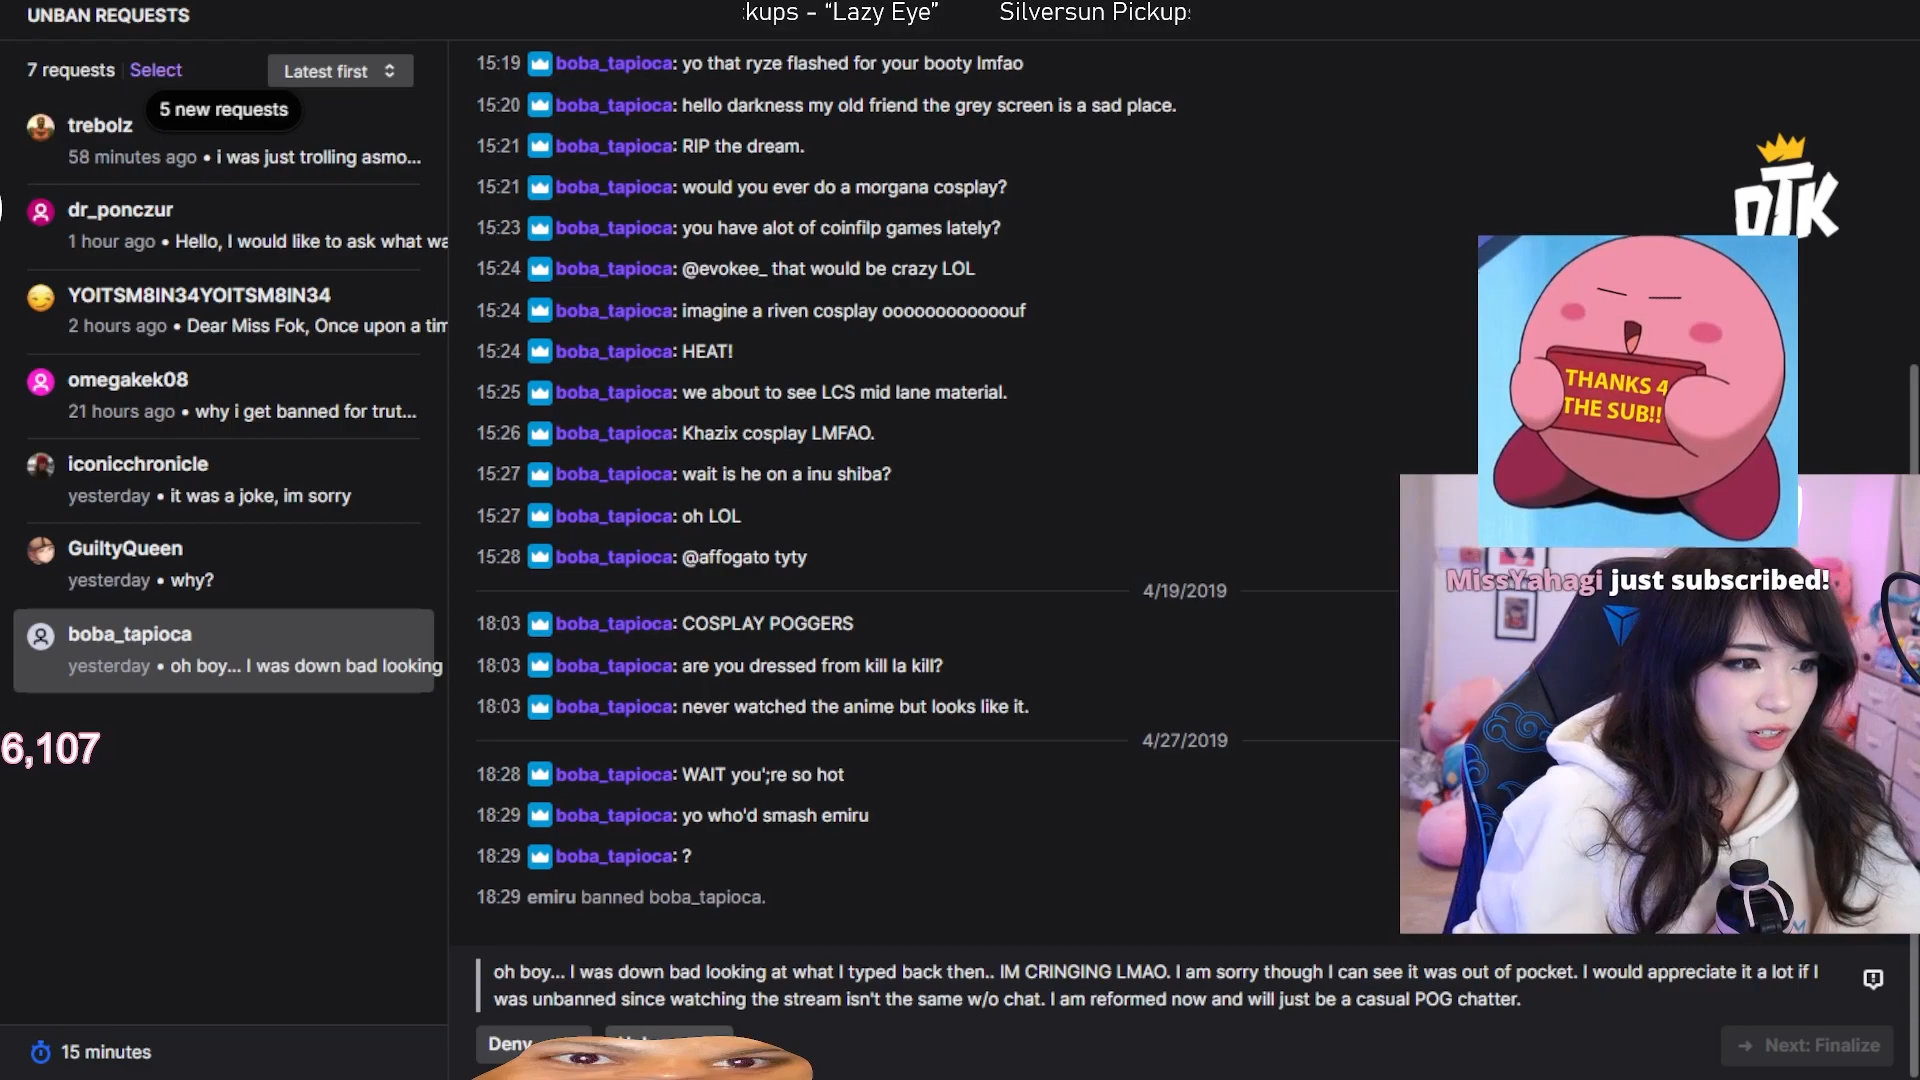 UNBAN REQUESTS
kups - “Lazy Eye” Silversun Pickups
7 requests Select Latest first
5 new requests
trebolz
58 minutes ago • i was just trolling asmo...
dr_ponczur
1 hour ago • Hello, I would like to ask what wa
YOITSM8IN34YOITSM8IN34
2 hours ago • Dear Miss Fok, Once upon a tim
omegakek08
21 hours ago • why i get banned for trut...
iconicchronicle
yesterday • it was a joke, im sorry
GuiltyQueen
yesterday • why?
boba_tapioca
yesterday • oh boy... I was down bad looking
6,107
15 minutes
15:19 boba_tapioca: yo that ryze flashed for your booty lmfao
15:20 boba_tapioca: hello darkness my old friend the grey screen is a sad place.
15:21 boba_tapioca: RIP the dream.
15:21 boba_tapioca: would you ever do a morgana cosplay?
15:23 boba_tapioca: you have alot of coinfilp games lately?
15:24 boba_tapioca: @evokee_ that would be crazy LOL
15:24 boba_tapioca: imagine a riven cosplay oooooooooooouf
15:24 boba_tapioca: HEAT!
15:25 boba_tapioca: we about to see LCS mid lane material.
15:26 boba_tapioca: Khazix cosplay LMFAO.
15:27 boba_tapioca: wait is he on a inu shiba?
15:27 boba_tapioca: oh LOL
15:28 boba_tapioca: @affogato tyty
4/19/2019
18:03 boba_tapioca: COSPLAY POGGERS
18:03 boba_tapioca: are you dressed from kill la kill?
18:03 boba_tapioca: never watched the anime but looks like it.
4/27/2019
18:28 boba_tapioca: WAIT you';re so hot
18:29 boba_tapioca: yo who'd smash emiru
18:29 boba_tapioca: ?
18:29 emiru banned boba_tapioca.
oh boy... I was down bad looking at what I typed back then.. IM CRINGING LMAO. I am sorry though I can see it was out of pocket. I would appreciate it a lot if I
was unbanned since watching the stream isn't the same w/o chat. I am reformed now and will just be a casual POG chatter.
Deny
Next: Finalize
OTK
THANKS 4
THE SUB!!
MissYahagi just subscribed!